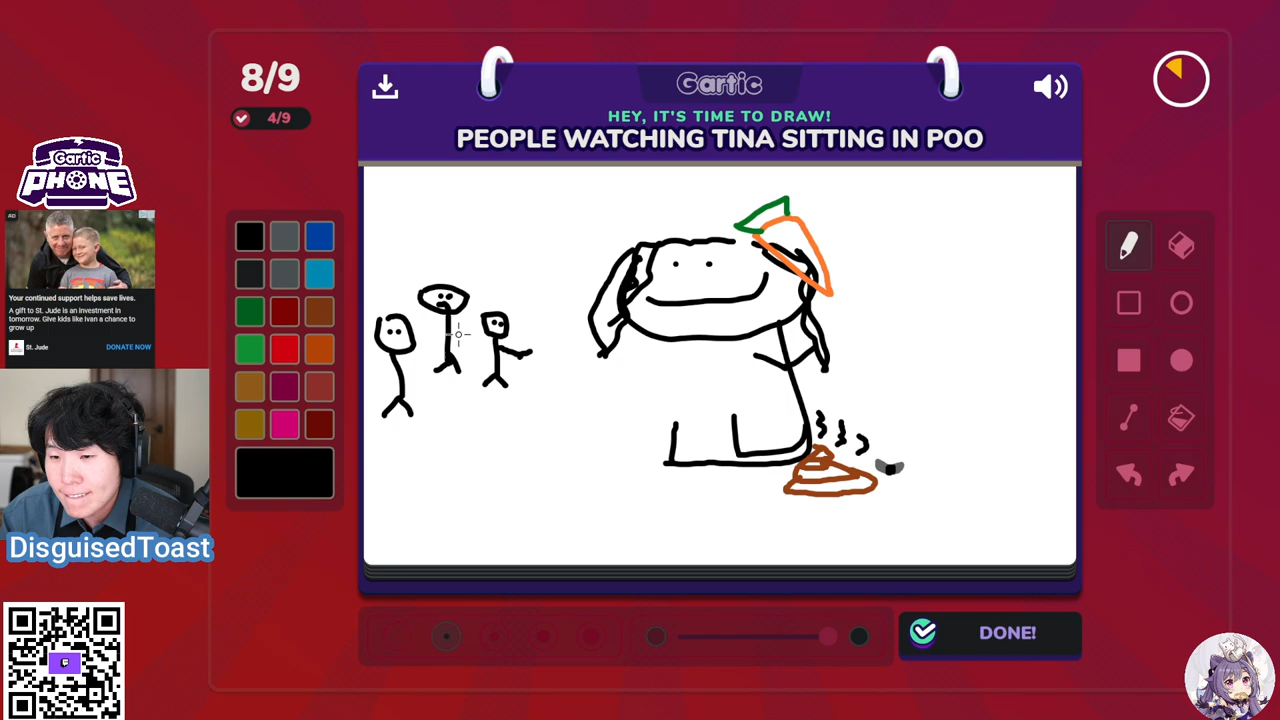 8/9
4/9
Gartic
HEY, IT'S TIME TO DRAW!
PEOPLE WATCHING TINA SITTING IN POO
Gartic
PHONE
AD
Your continued support helps save lives.
A gift to St. Jude is an investment in
tomorrow. Give kids like Ivan a chance to
grow up
St. Jude
DONATE NOW
DisguisedToast
DONE!